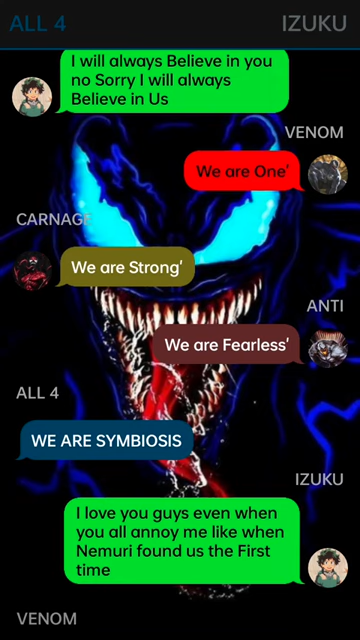 ALL 4
IZUKU
I will always Believe in you
no Sorry I will always
Believe in Us
VENOM
We are One'
CARNAGE
We are Strong'
ANTI
We are Fearless'
ALL 4
WE ARE SYMBIOSIS
IZUKU
I love you guys even when
you all annoy me like when
Nemuri found us the First
time
VENOM